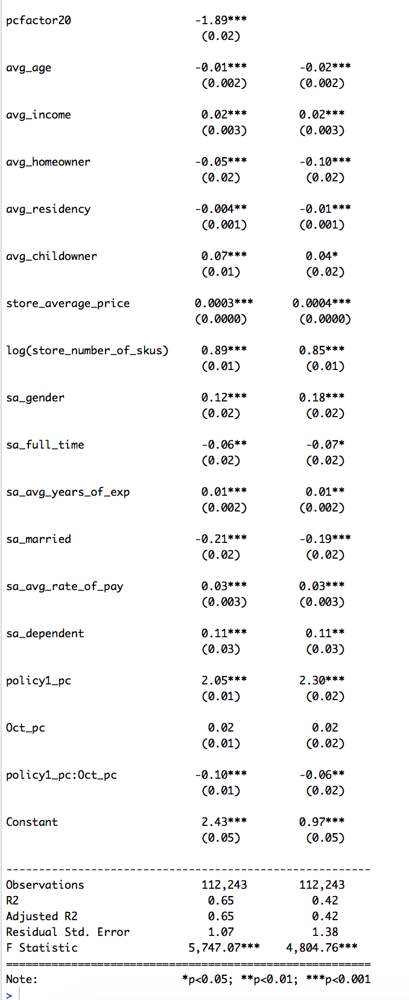 pcfactor20 -1.89***
(0.02)
avg_age -0.01*** -0.02***
(0.002) (0.002)
avg_income 0.02*** 0.02***
(0.003) (0.003)
avg_homeowner -0.05*** -0.10***
(0.02) (0.02)
avg_residency -0.004** -0.01***
(0.001) (0.001)
avg_childowner 0.07*** 0.04*
(0.01) (0.02)
store_average_price 0.0003*** 0.0004***
(0.0000) (0.0000)
log(store_number_of_skus) 0.89*** 0.85***
(0.01) (0.01)
sa_gender 0.12*** 0.18***
(0.02) (0.02)
sa_full_time -0.06** -0.07*
(0.02) (0.02)
sa_avg_years_of_exp 0.01*** 0.01**
(0.002) (0.002)
sa_married -0.21*** -0.19***
(0.02) (0.02)
sa_avg_rate_of_pay 0.03*** 0.03***
(0.003) (0.003)
sa_dependent 0.11*** 0.11**
(0.03) (0.03)
policy1_pc 2.05*** 2.30***
(0.01) (0.02)
Oct_pc 0.02 0.02
(0.01) (0.02)
policy1_pc:Oct_pc -0.10*** -0.06**
(0.01) (0.02)
Constant 2.43*** 0.97***
(0.05) (0.05)
--------------------------------------------------------
Observations 112,243 112,243
R2 0.65 0.42
Adjusted R2 0.65 0.42
Residual Std. Error 1.07 1.38
F Statistic 5,747.07*** 4,804.76***
========================================================
Note: *p<0.05; **p<0.01; ***p<0.001
>